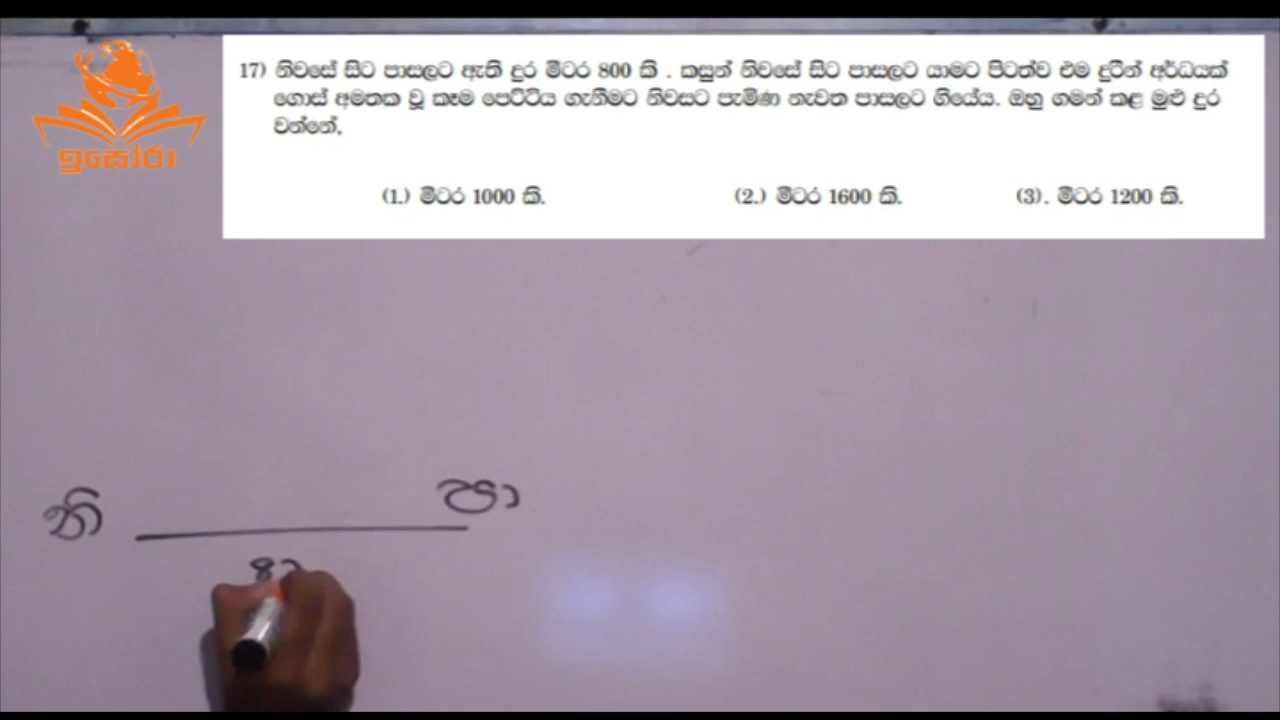 ඉසෝරා
17) නිවසේ සිට පාසලට ඇති දුර මීටර 800 කි . කසුන් නිවසේ සිට පාසලට යාමට පිටත්ව එම දුරින් අර්ධයක්
ගොස් අමතක වූ කෑම පෙට්ටිය ගැනීමට නිවසට පැමිණ නැවත පාසලට ගියේය. ඔහු ගමන් කළ මුළු දුර
වන්නේ,
(1.) මීටර 1000 කි. (2.) මීටර 1600 කි. (3). මීටර 1200 කි.
නි පා